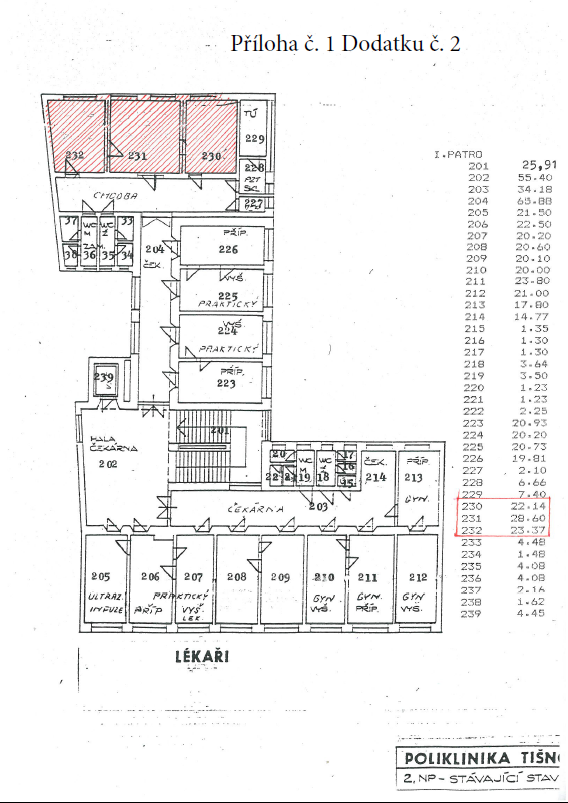 Příloha č. 1 Dodatku č. 2
I.PATRO
201 25,91
202 55.40
203 34.18
204 65.88
205 21.50
206 22.50
207 20.20
208 20.60
209 20.10
210 20.00
211 23.80
212 21.00
213 17.80
214 14.77
215 1.35
216 1.30
217 1.30
218 3.64
219 3.50
220 1.23
221 1.23
222 2.25
223 20.93
224 20.20
225 20.73
226 19.81
227 2.10
228 6.66
229 7.40
230 22.14
231 28.60
232 23.37
233 4.48
234 1.48
235 4.08
236 4.08
237 2.16
238 1.62
239 4.45
TŮ
229
232
231
230
228
PZT
SKL.
227
CHODBA
37
WC
M
WC
Ž
33
ZAM.
38
36
35
34
204
ČEK.
PŘÍP.
226
VYŠ.
225
PRAKTICKÝ
VYŠ.
224
PRAKTICKÝ
PŘÍP.
223
239
HALA
ČEKÁRNA
202
201
20
WC
M
WC
Ž
17
16
15
22
21
19
18
ČEK.
214
PŘÍP.
213
GYN.
ČEKÁRNA
203
205
ULTRAZ.
INFUZE
206
PRAKTICKÝ
PŘÍP
207
VYŠ.
LEK.
208
209
210
GYN
VYŠ.
211
GYN.
PŘÍP.
212
GYN
VYŠ.
LÉKAŘI
POLIKLINIKA TIŠN
2. NP - STÁVAJÍCÍ STAV